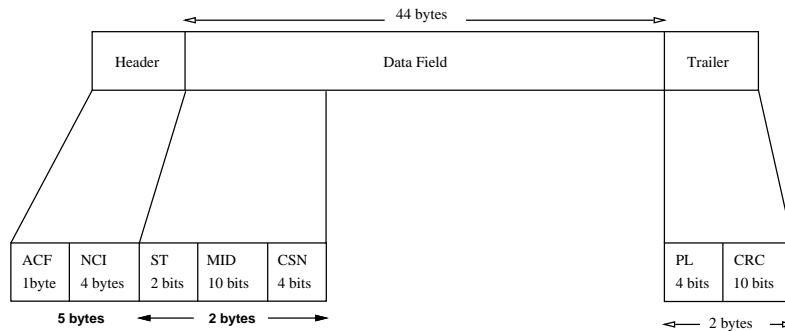 44 bytes
Header
Data Field
Trailer
ACF NCI ST MID CSN PL CRC
1byte 4 bytes 2 bits 10 bits 4 bits 4 bits 10 bits
5 bytes 2 bytes 2 bytes